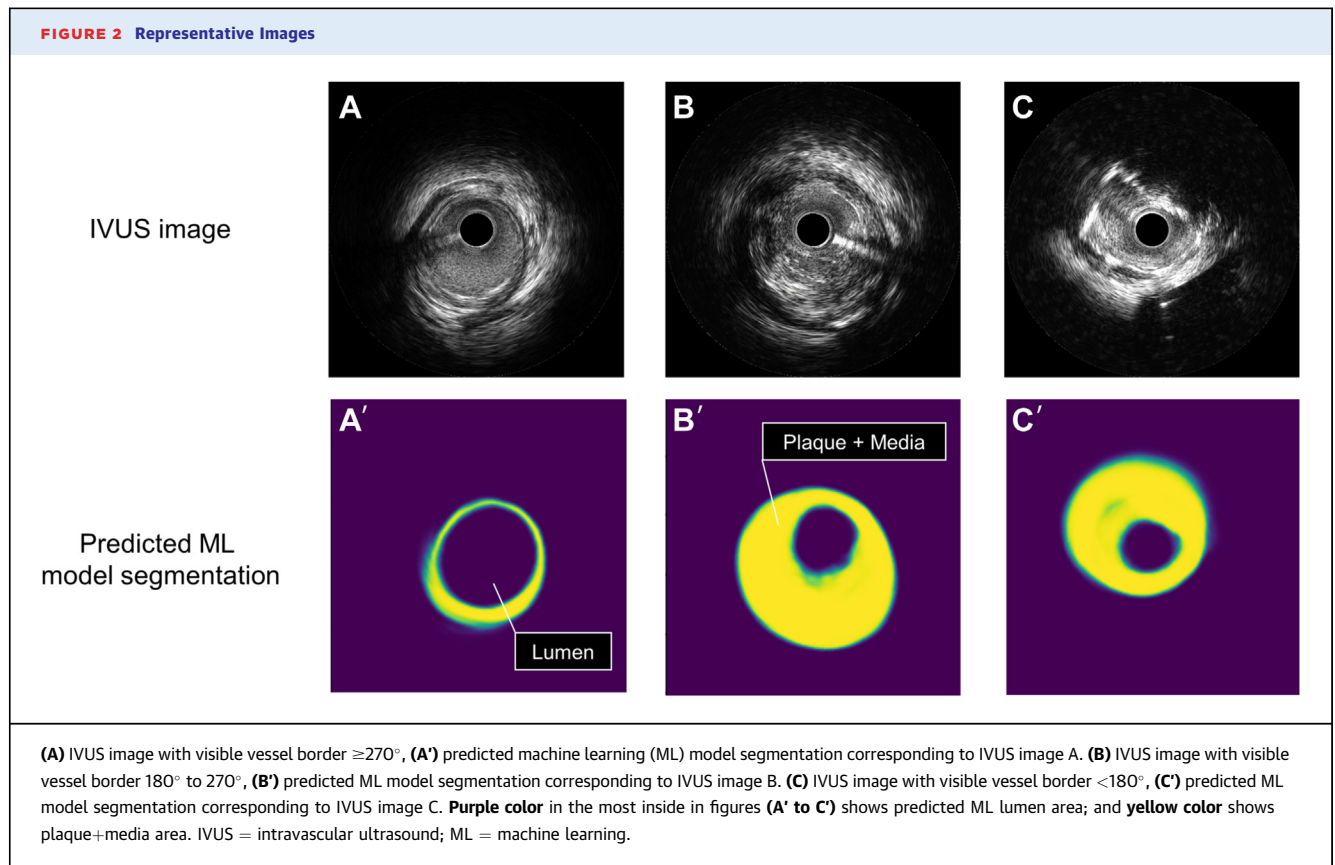 FIGURE 2 Representative Images
A
B
C
IVUS image
A′
B′
C′
Plaque + Media
Predicted ML
model segmentation
Lumen
(A) IVUS image with visible vessel border ≥270°, (A′) predicted machine learning (ML) model segmentation corresponding to IVUS image A. (B) IVUS image with visible
vessel border 180° to 270°, (B′) predicted ML model segmentation corresponding to IVUS image B. (C) IVUS image with visible vessel border <180°, (C′) predicted ML
model segmentation corresponding to IVUS image C. Purple color in the most inside in figures (A′ to C′) shows predicted ML lumen area; and yellow color shows
plaque+media area. IVUS = intravascular ultrasound; ML = machine learning.